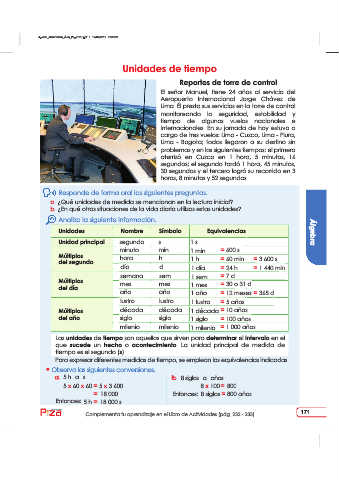 Unidades de tiempo
Reportes de torre de control
El señor Manuel, tiene 24 años al servicio del
Aeropuerto Internacional Jorge Chávez de
Lima. Él presta sus servicios en la torre de control
monitoreando la seguridad, estabilidad y
tiempo de algunos vuelos nacionales e
internacionales. En su jornada de hoy estuvo a
cargo de tres vuelos: Lima - Cuzco, Lima - Piura,
Lima - Bogotá; todos llegaron a su destino sin
problemas y en los siguientes tiempos: el primero
aterrizó en Cuzco en 1 hora, 5 minutos, 14
segundos; el segundo tardó 1 hora, 45 minutos,
30 segundos y el tercero logró su recorrido en 3
horas, 8 minutos y 52 segundos.
Responde de forma oral las siguientes preguntas.
a. ¿Qué unidades de medida se mencionan en la lectura inicial?
b. ¿En qué otras situaciones de la vida diaria utilizas estas unidades?
Analiza la siguiente información.
Unidades Nombre Símbolo Equivalencias
Unidad principal segundo s 1 s
Múltiplos del segundo minuto min 1 min = 600 s
hora h 1 h = 60 min = 3 600 s
día d 1 día = 24 h = 1 440 min
Múltiplos del día semana sem 1 sem = 7 d
mes mes 1 mes = 30 o 31 d
año año 1 año = 12 meses = 365 d
Múltiplos del año lustro lustro 1 lustro = 5 años
década década 1 década = 10 años
siglo siglo 1 siglo = 100 años
milenio milenio 1 milenio = 1 000 años
Las unidades de tiempo son aquellas que sirven para determinar el intervalo en el
que sucede un hecho o acontecimiento. La unidad principal de medida de
tiempo es el segundo (s)
Para expresar diferentes medidas de tiempo, se emplean las equivalencias indicadas
Observa las siguientes conversiones.
a. 5 h a s
5 x 60 x 60 = 5 x 3 600
= 18 000
Entonces: 5 h = 18 000 s
b. 8 siglos a años
8 x 100 = 800
Entonces: 8 siglos = 800 años
Álgebra
Complementa tu aprendizaje en el Libro de Actividades (pág. 232 - 233)
171